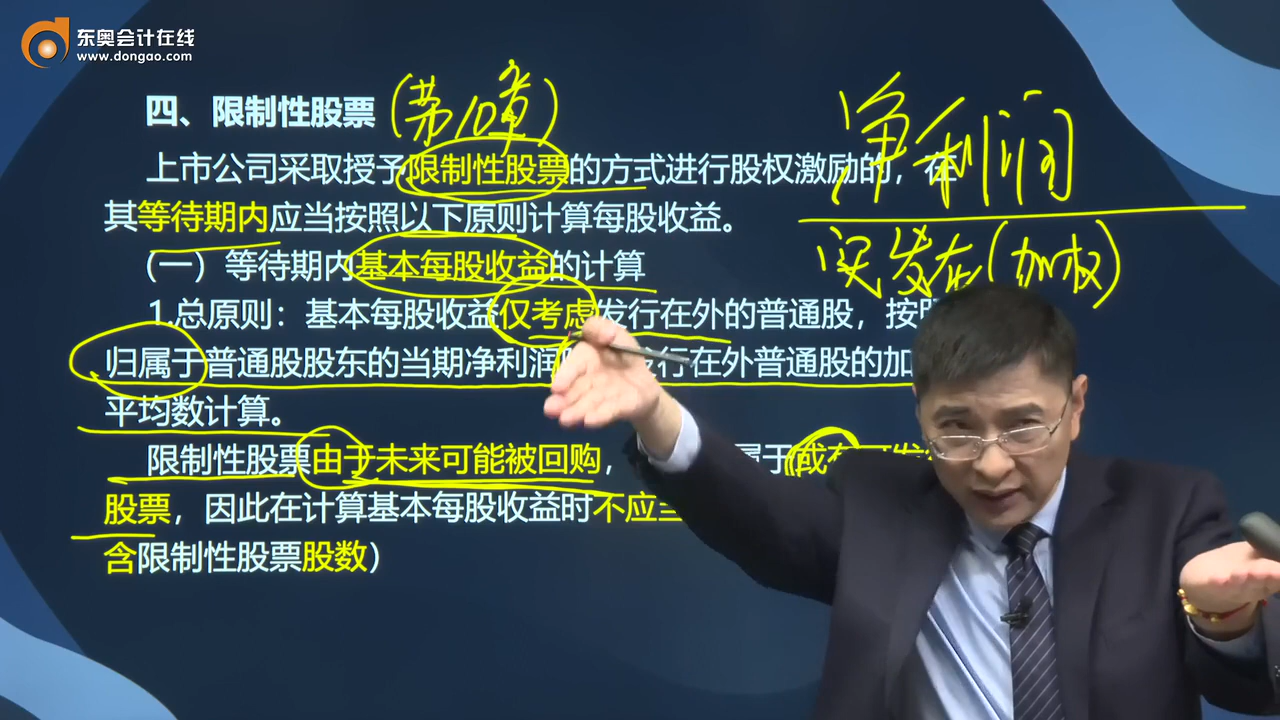 东奥会计在线
www.dongao.com
四、限制性股票 (第10章)
上市公司采取授予限制性股票的方式进行股权激励的，在
其等待期内应当按照以下原则计算每股收益。
(一) 等待期内基本每股收益的计算
1.总原则：基本每股收益仅考虑发行在外的普通股，按
归属于普通股股东的当期净利润 发行在外普通股的加
平均数计算。
限制性股票由于未来可能被回购， 属于或有可发
股票，因此在计算基本每股收益时不应
含限制性股票股数）
净利润
实发在(加权)